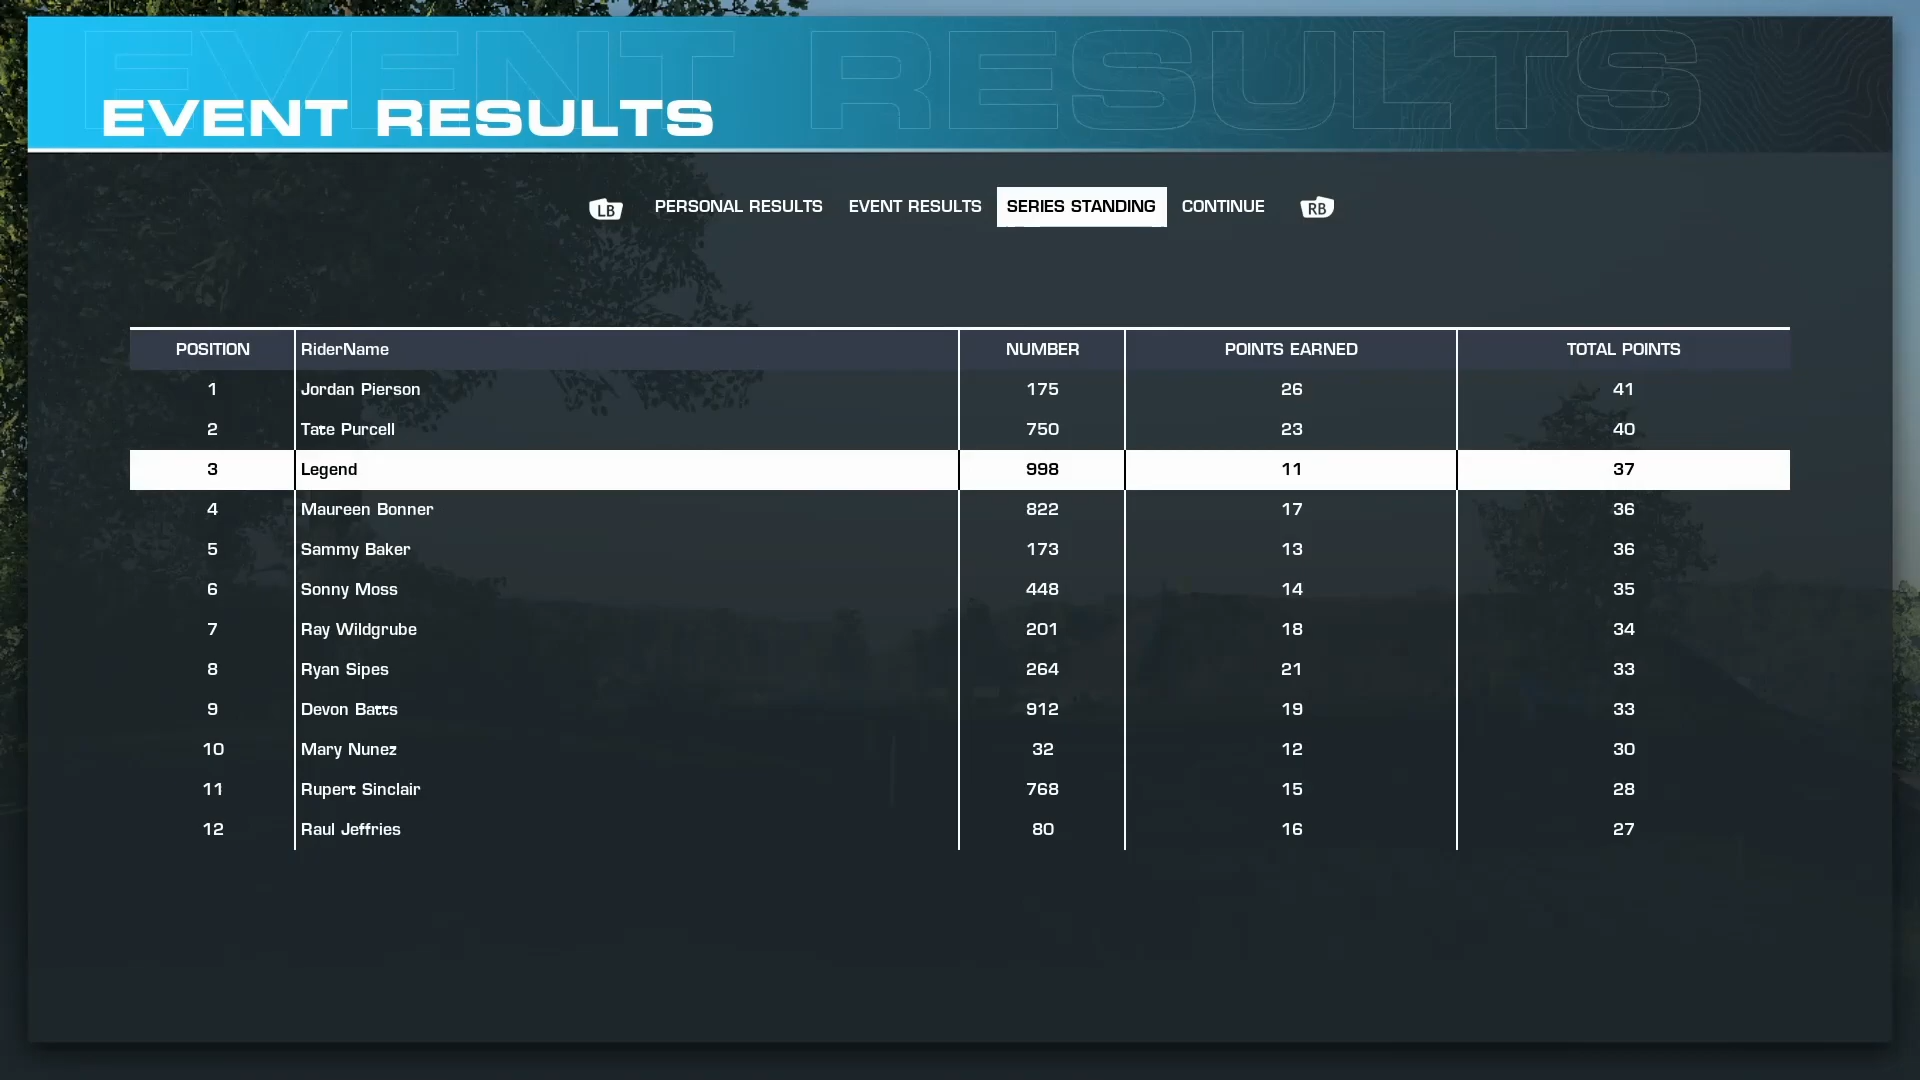 EVENT RESULTS
EVENT RESULTS
LB PERSONAL RESULTS EVENT RESULTS SERIES STANDING CONTINUE RB
POSITION RiderName NUMBER POINTS EARNED TOTAL POINTS
1 Jordan Pierson 175 26 41
2 Tate Purcell 750 23 40
3 Legend 998 11 37
4 Maureen Bonner 822 17 36
5 Sammy Baker 173 13 36
6 Sonny Moss 448 14 35
7 Ray Wildgrube 201 18 34
8 Ryan Sipes 264 21 33
9 Devon Batts 912 19 33
10 Mary Nunez 32 12 30
11 Rupert Sinclair 768 15 28
12 Raul Jeffries 80 16 27